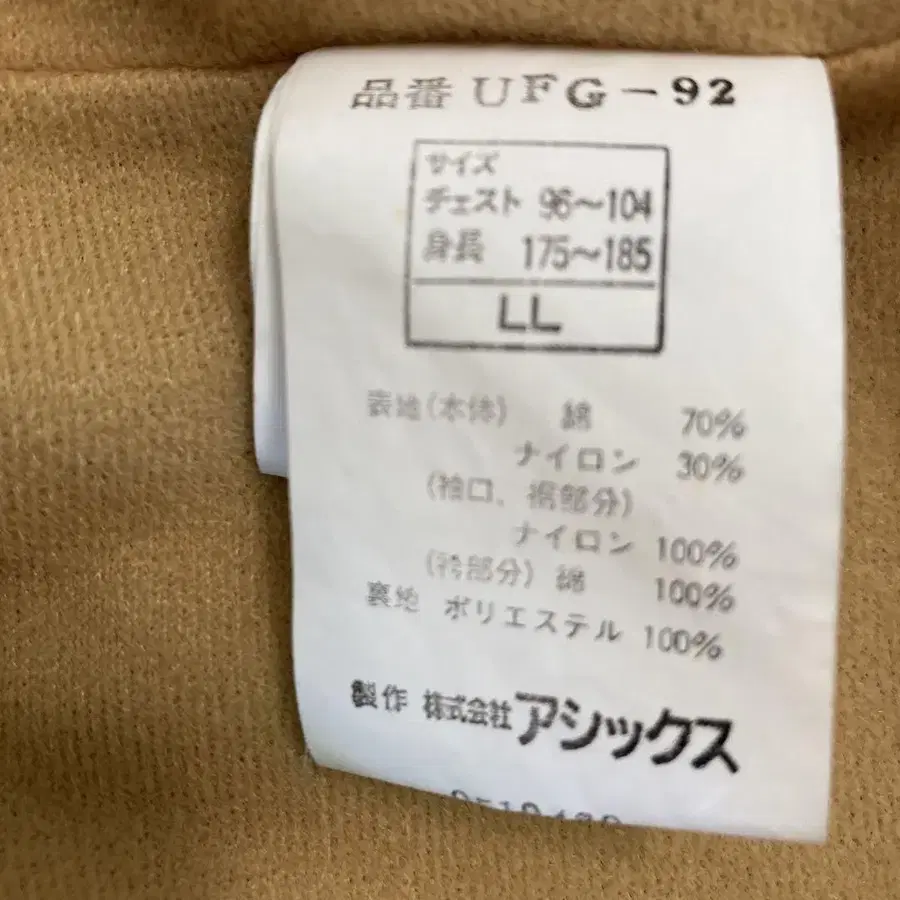 品番 UFG-92
サイズ
チェスト 96～104
身長 175～185
LL
表地(本体) 綿 70%
ナイロン 30%
(袖口、裾部分)
ナイロン 100%
(衿部分) 綿 100%
裏地 ポリエステル 100%
製作 株式会社アシックス